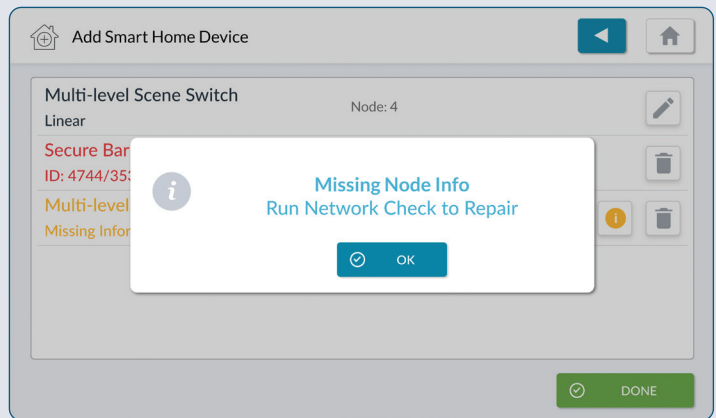 Add Smart Home Device
Multi-level Scene Switch
Node: 4
Linear
Secure Bar
ID: 4744/353
Multi-level
Missing Infor
Missing Node Info
Run Network Check to Repair
OK
DONE